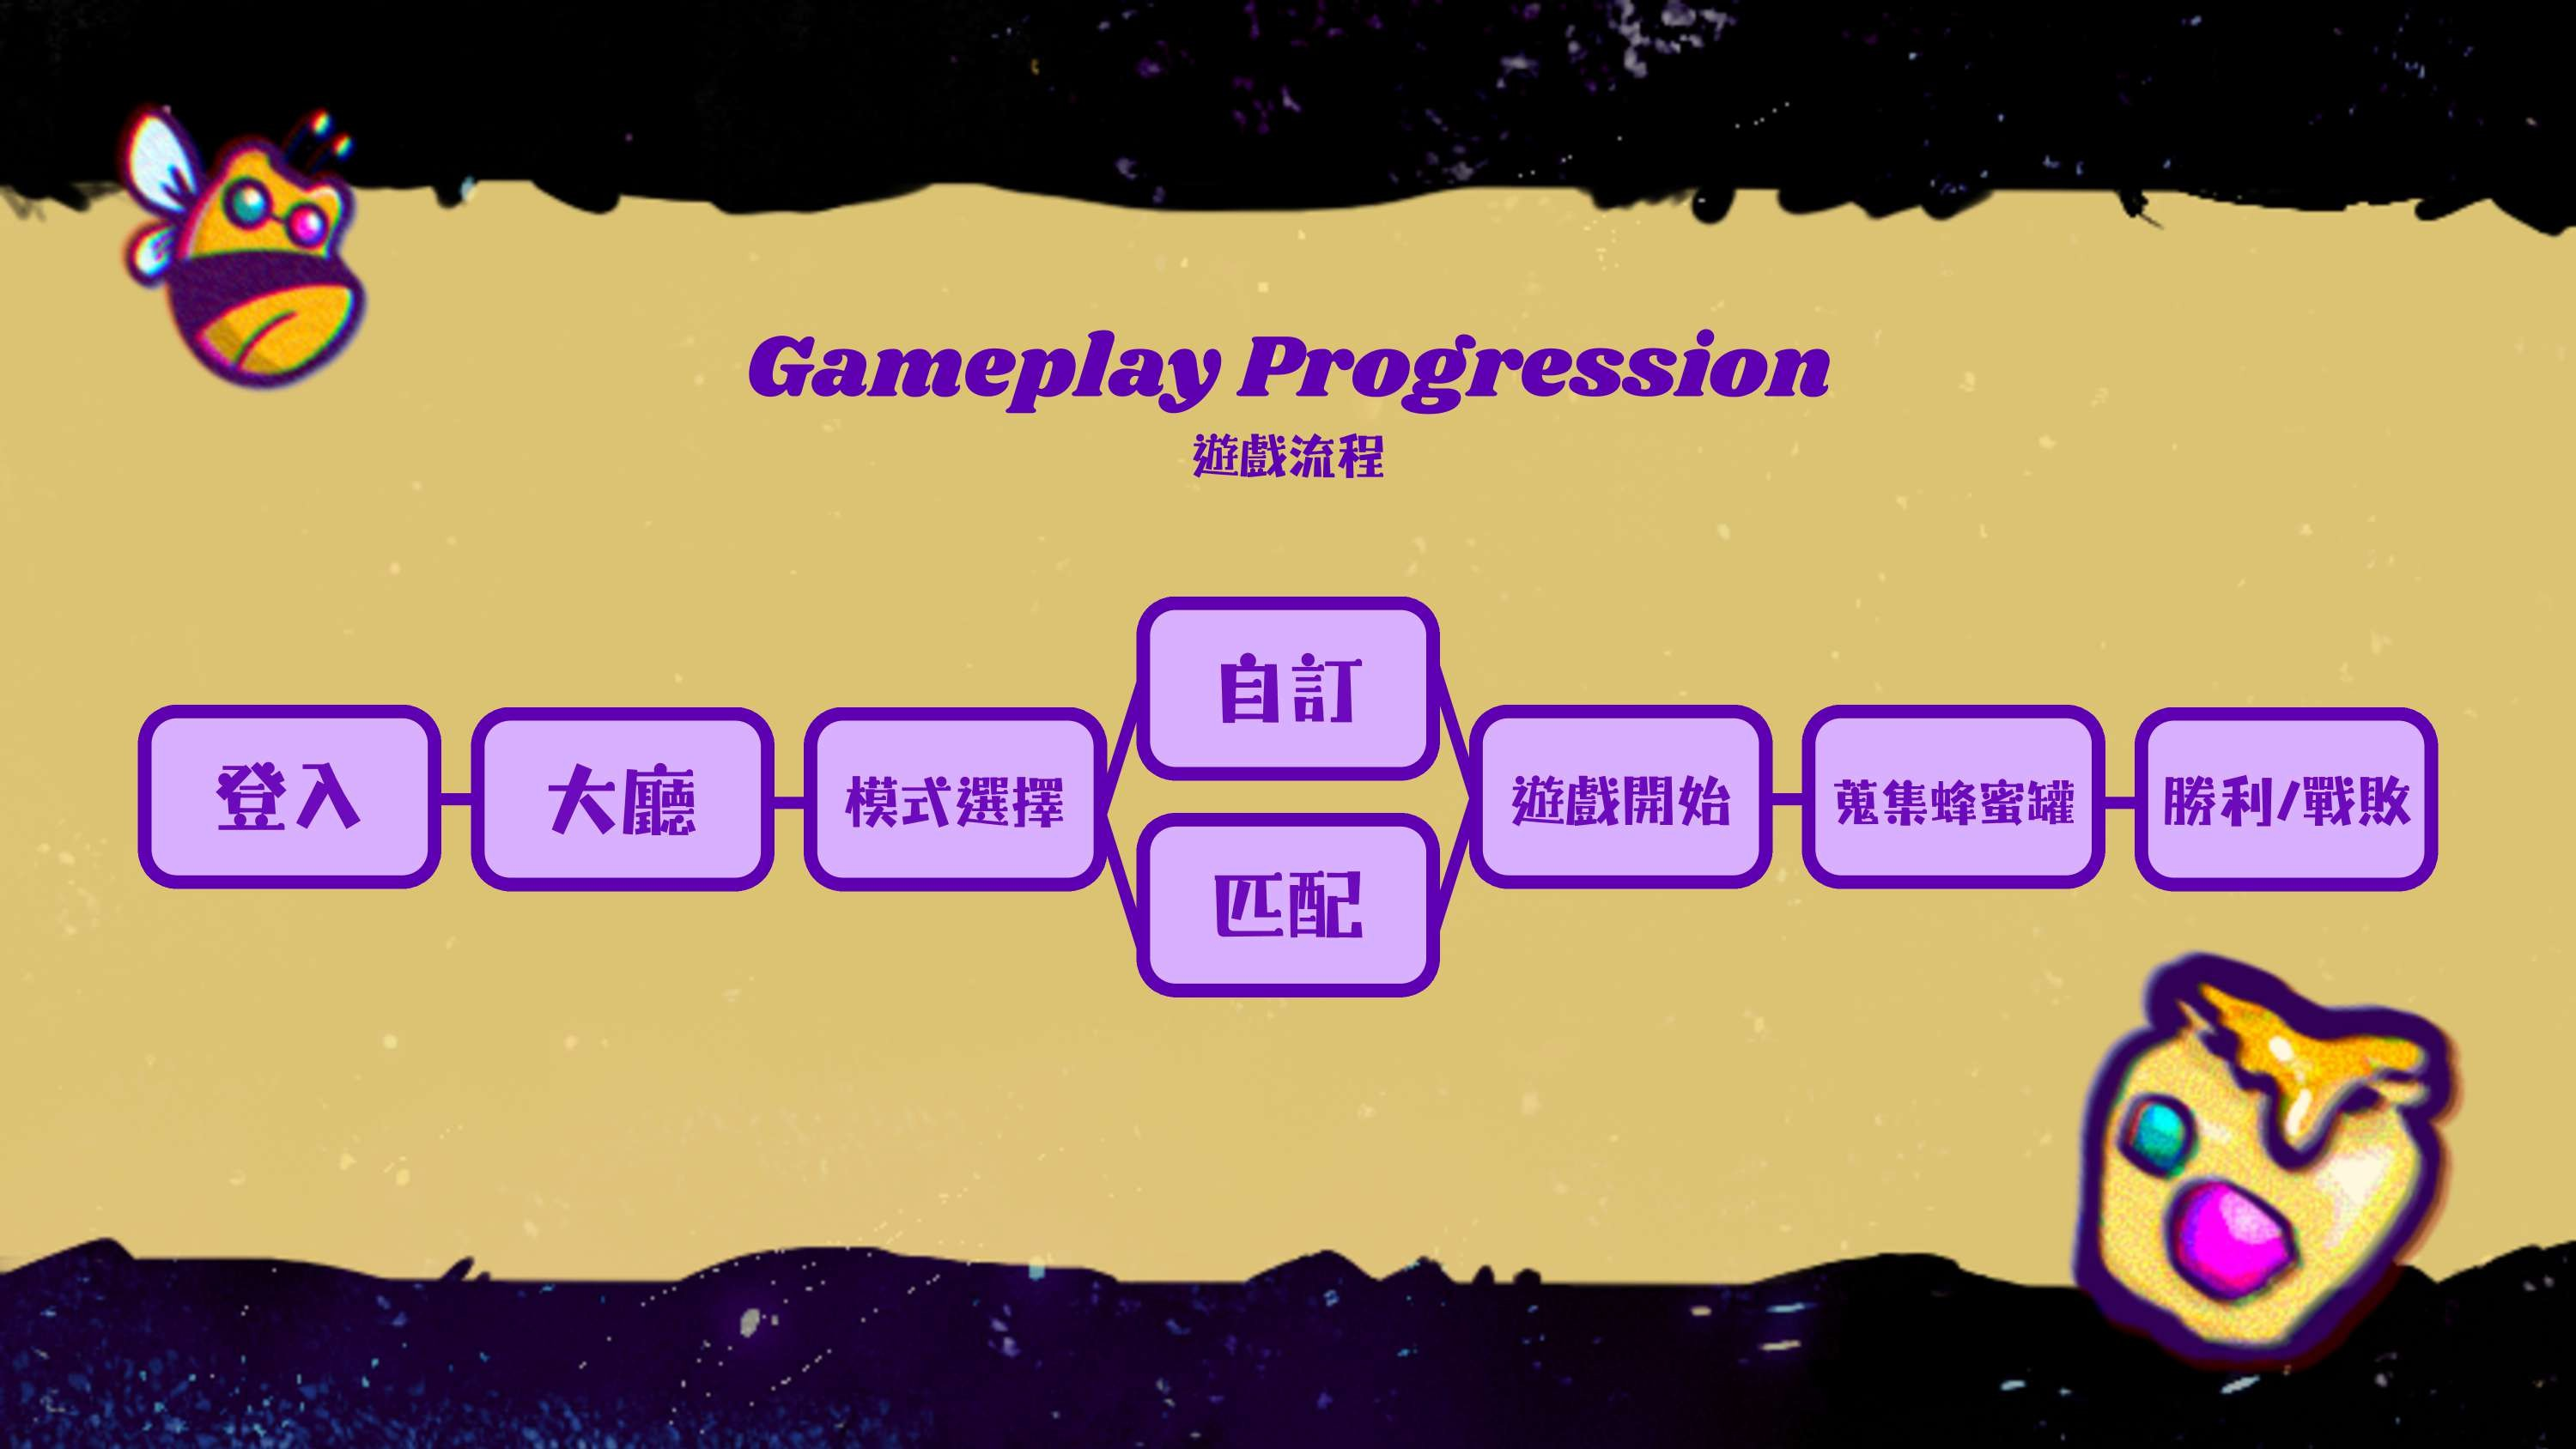 Gameplay Progression
遊戲流程
登入
大廳
模式選擇
自訂
匹配
遊戲開始
蒐集蜂蜜罐
勝利/戰敗